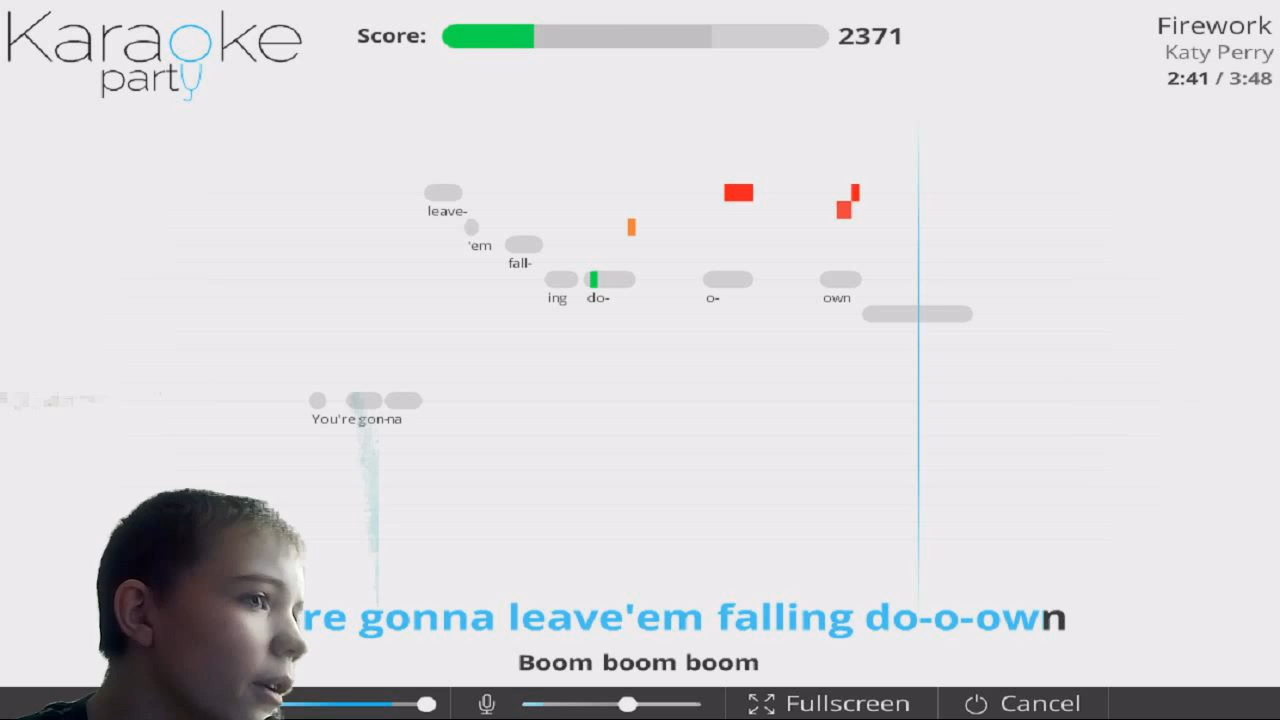 Karaoke
party
Score:
2371
Firework
Katy Perry
2:41 / 3:48
leave-
'em
fall-
ing
do-
o-
own
You're gon-na
re gonna leave'em falling do-o-own
Boom boom boom
Fullscreen
Cancel